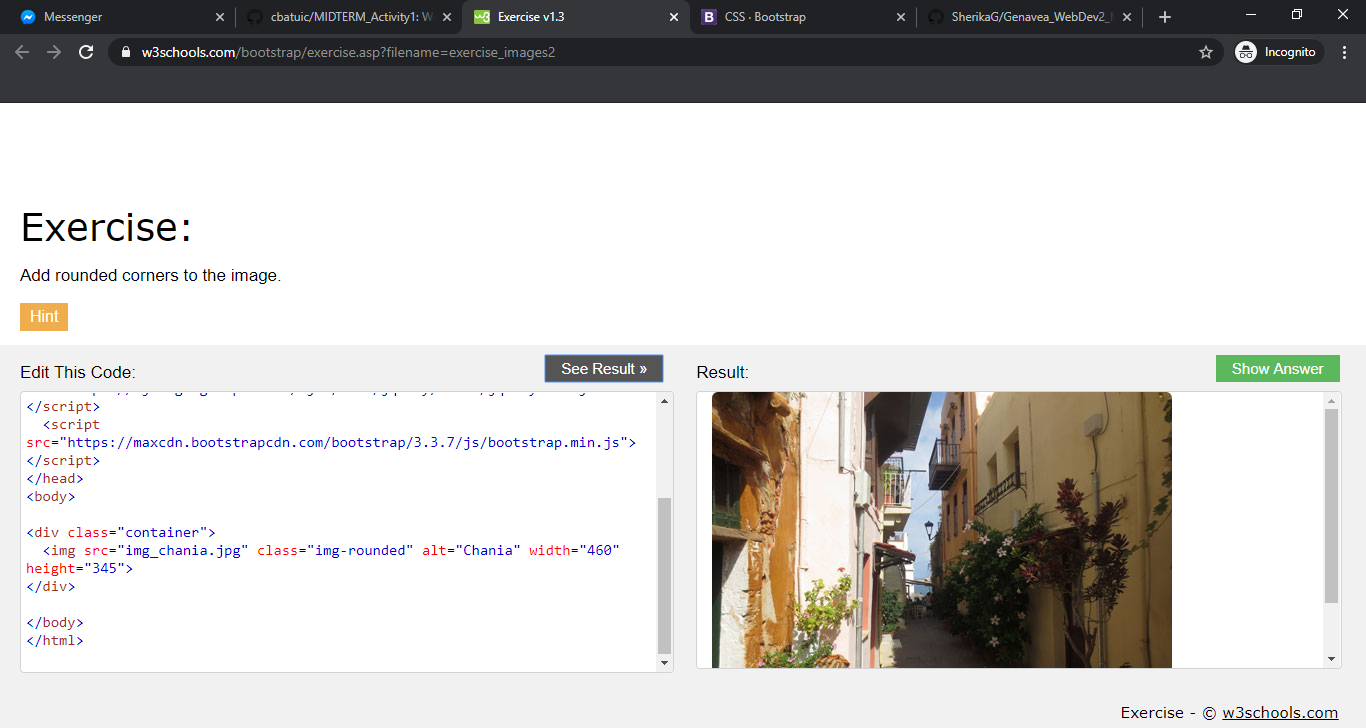 Messenger
cbatuic/MIDTERM_Activity1: W
Exercise v1.3
CSS · Bootstrap
SherikaG/Genavea_WebDev2_
w3schools.com/bootstrap/exercise.asp?filename=exercise_images2
Incognito
Exercise:
Add rounded corners to the image.
Hint
Edit This Code:
See Result »
Result:
Show Answer
</script>
<script
src="https://maxcdn.bootstrapcdn.com/bootstrap/3.3.7/js/bootstrap.min.js">
</script>
</head>
<body>
<div class="container">
<img src="img_chania.jpg" class="img-rounded" alt="Chania" width="460"
height="345">
</div>
</body>
</html>
Exercise - © w3schools.com